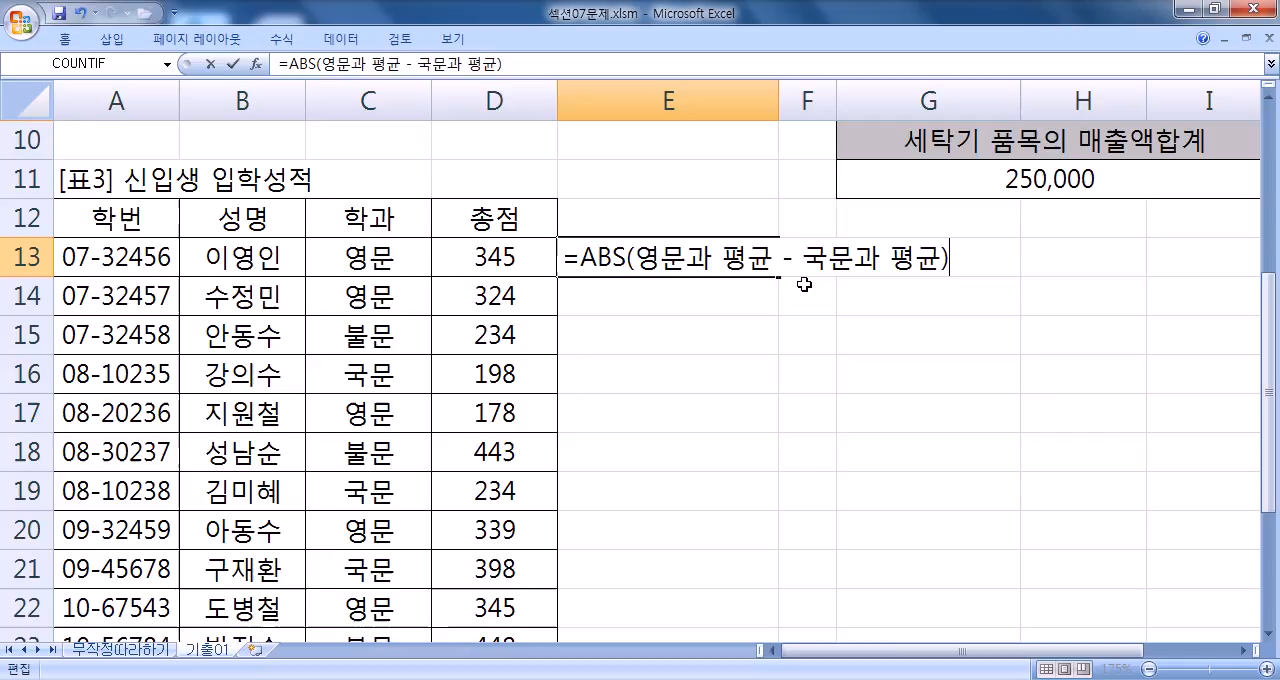 섹션07문제.xlsm - Microsoft Excel
홈 삽입 페이지 레이아웃 수식 데이터 검토 보기
COUNTIF =ABS(영문과 평균 - 국문과 평균)
A B C D E F G H I
10 세탁기 품목의 매출액합계
11 [표3] 신입생 입학성적 250,000
12 학번 성명 학과 총점
13 07-32456 이영인 영문 345 =ABS(영문과 평균 - 국문과 평균)
14 07-32457 수정민 영문 324
15 07-32458 안동수 불문 234
16 08-10235 강의수 국문 198
17 08-20236 지원철 영문 178
18 08-30237 성남순 불문 443
19 08-10238 김미혜 국문 234
20 09-32459 아동수 영문 339
21 09-45678 구재환 국문 398
22 10-67543 도병철 영문 345
무작정따라하기 기출01
편집 175%